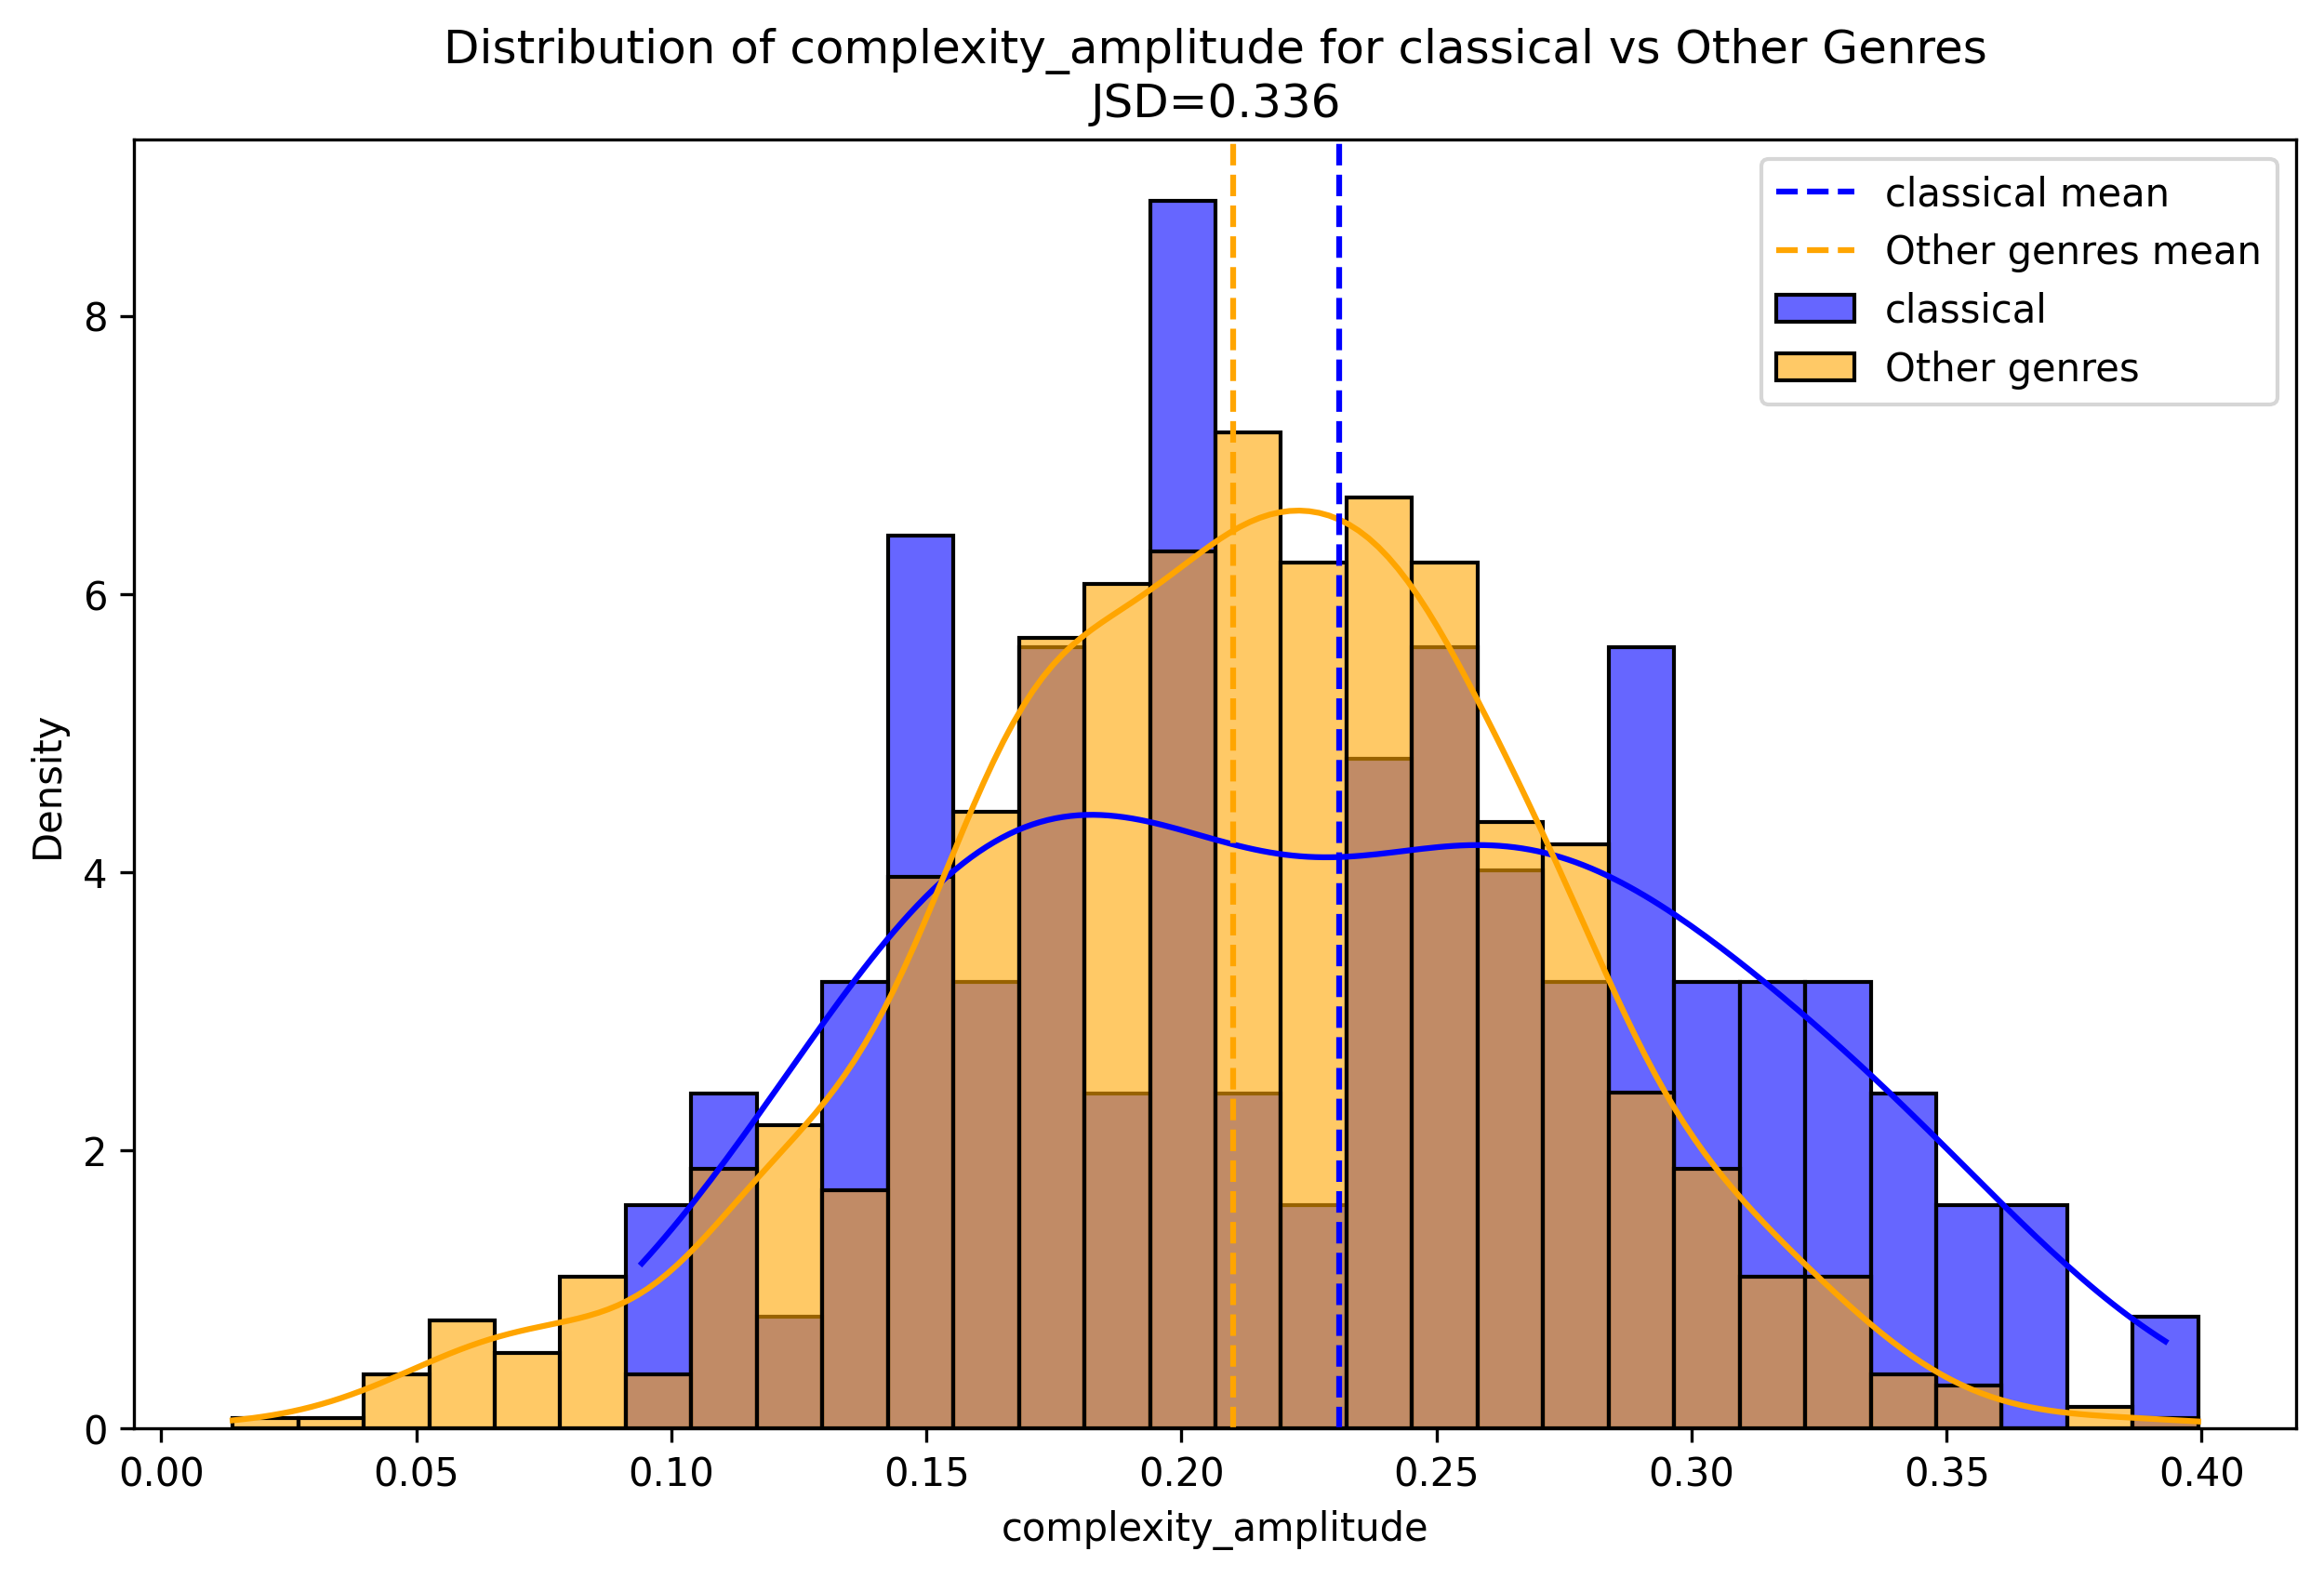 Distribution of complexity_amplitude for classical vs Other Genres
JSD=0.336
classical mean
Other genres mean
classical
Other genres
Density
8
6
4
2
0
0.00 0.05 0.10 0.15 0.20 0.25 0.30 0.35 0.40
complexity_amplitude